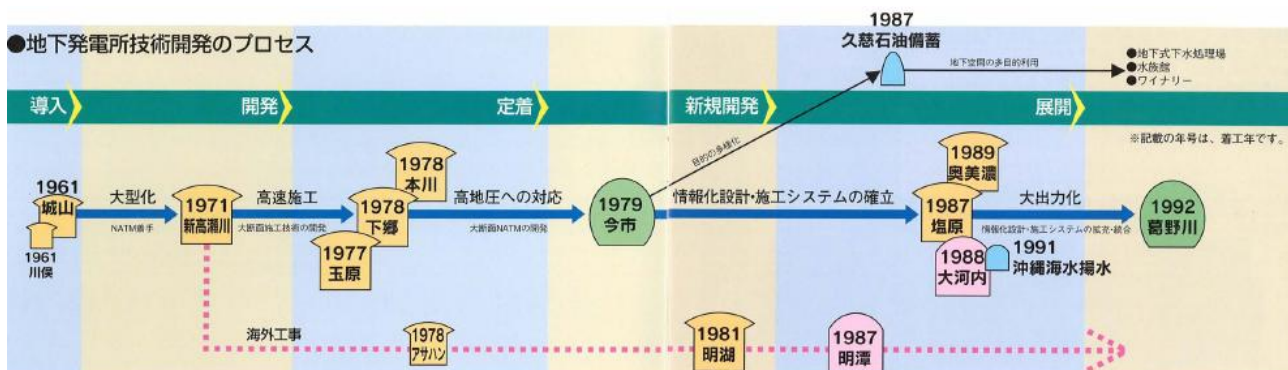 ●地下発電所技術開発のプロセス
1987
久慈石油備蓄
地下空間の多目的利用
●地下式下水処理場
●水族館
●ワイナリー
導入
開発
定着
新規開発
展開
※記載の年号は、着工年です。
目的の多様化
1961
城山
1961
川俣
大型化
NATM着手
1971
新高瀬川
高速施工
大断面施工技術の開発
1978
本川
1978
下郷
1977
玉原
高地圧への対応
大断面NATMの開発
1979
今市
情報化設計・施工システムの確立
1989
奥美濃
1987
塩原
1988
大河内
1991
沖縄海水揚水
大出力化
情報化設計・施工システムの拡充・統合
1992
葛野川
海外工事
1978
アサハン
1981
明湖
1987
明潭